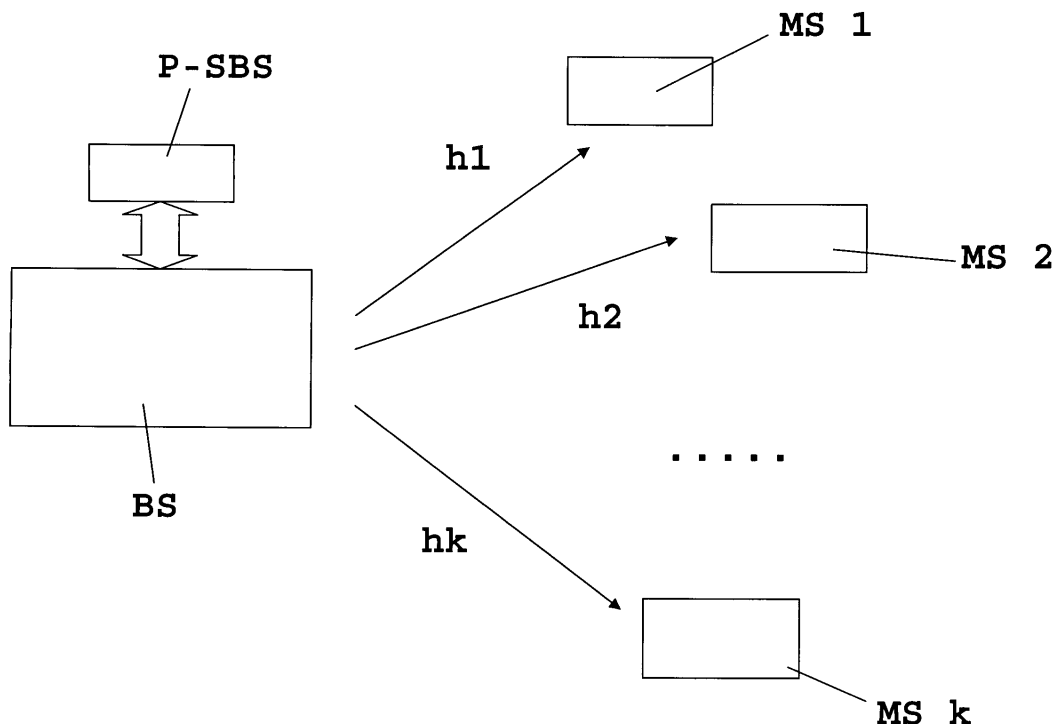 MS 1
P-SBS
h1
MS 2
h2
.....
BS
hk
MS k